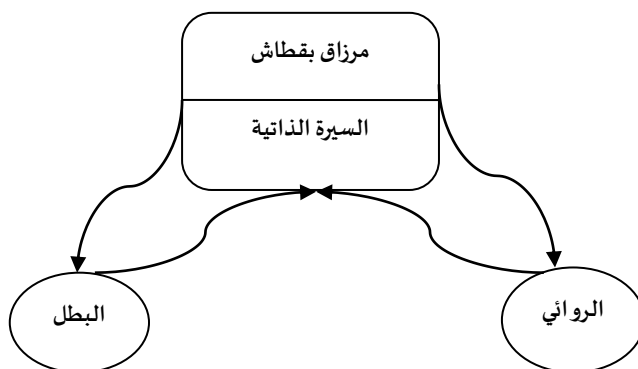 مرزاق بقطاش
السيرة الذاتية
الروائي
البطل